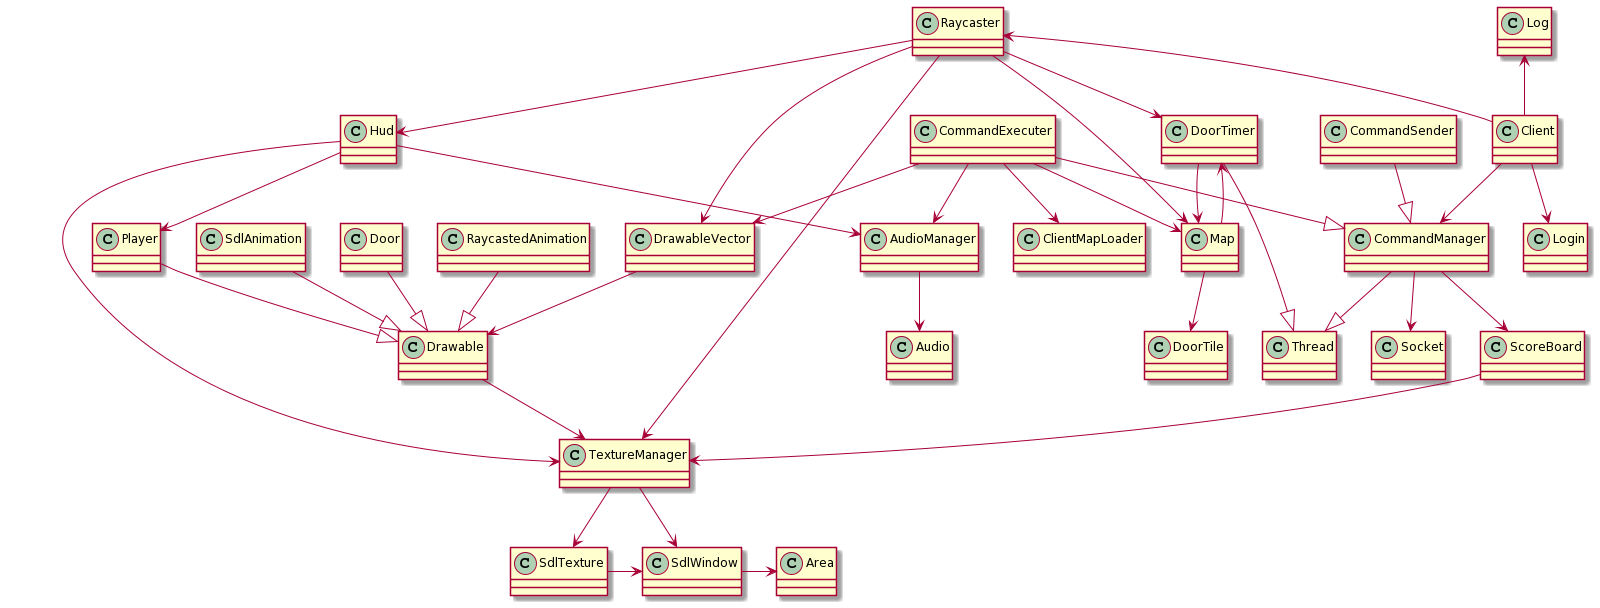 C Raycaster
C Log
C Hud
C CommandExecuter
C DoorTimer
C CommandSender
C Client
C Player
C SdlAnimation
C Door
C RaycastedAnimation
C DrawableVector
C AudioManager
C ClientMapLoader
C Map
C CommandManager
C Login
C Drawable
C Audio
C DoorTile
C Thread
C Socket
C ScoreBoard
C TextureManager
C SdlTexture
C SdlWindow
C Area